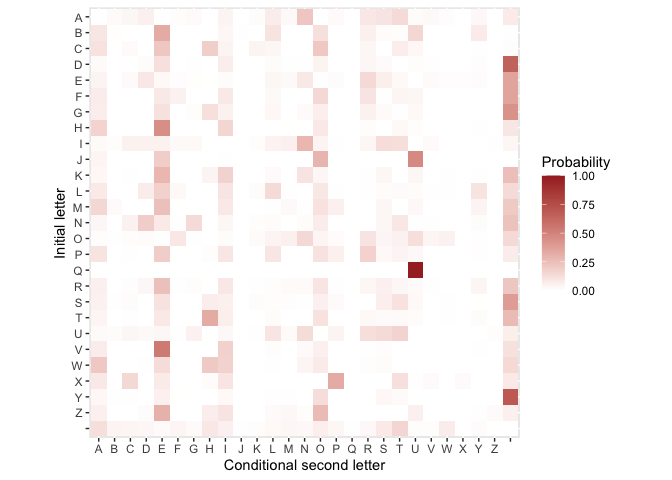 A
B
C
D
E
F
G
H
I
J
K
L
M
N
O
P
Q
R
S
T
U
V
W
X
Y
Z
Initial letter
A B C D E F G H I J K L M N O P Q R S T U V W X Y Z
Conditional second letter
Probability
1.00
0.75
0.50
0.25
0.00